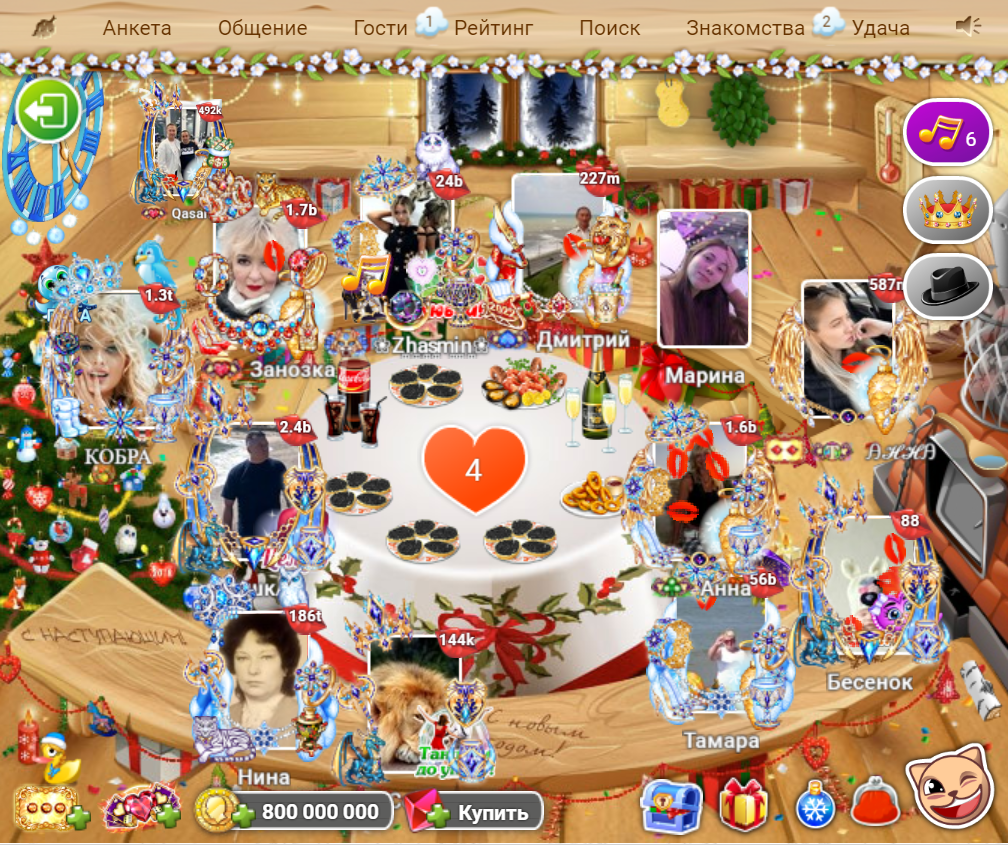 Анкета
Общение
Гости
1
Рейтинг
Поиск
Знакомства
2
Удача
492k
6
Qasai
24b
227m
1.7b
1.3t
587m
Zhasmin
Дмитрий
Занозка
Марина
КОБРА
АННА
2.4b
1.6b
4
Анна
56b
88
С НАСТУПАЮЩИМ!
186t
144k
Бесенок
С новым
годом!
Тамара
Нина
800 000 000
Купить